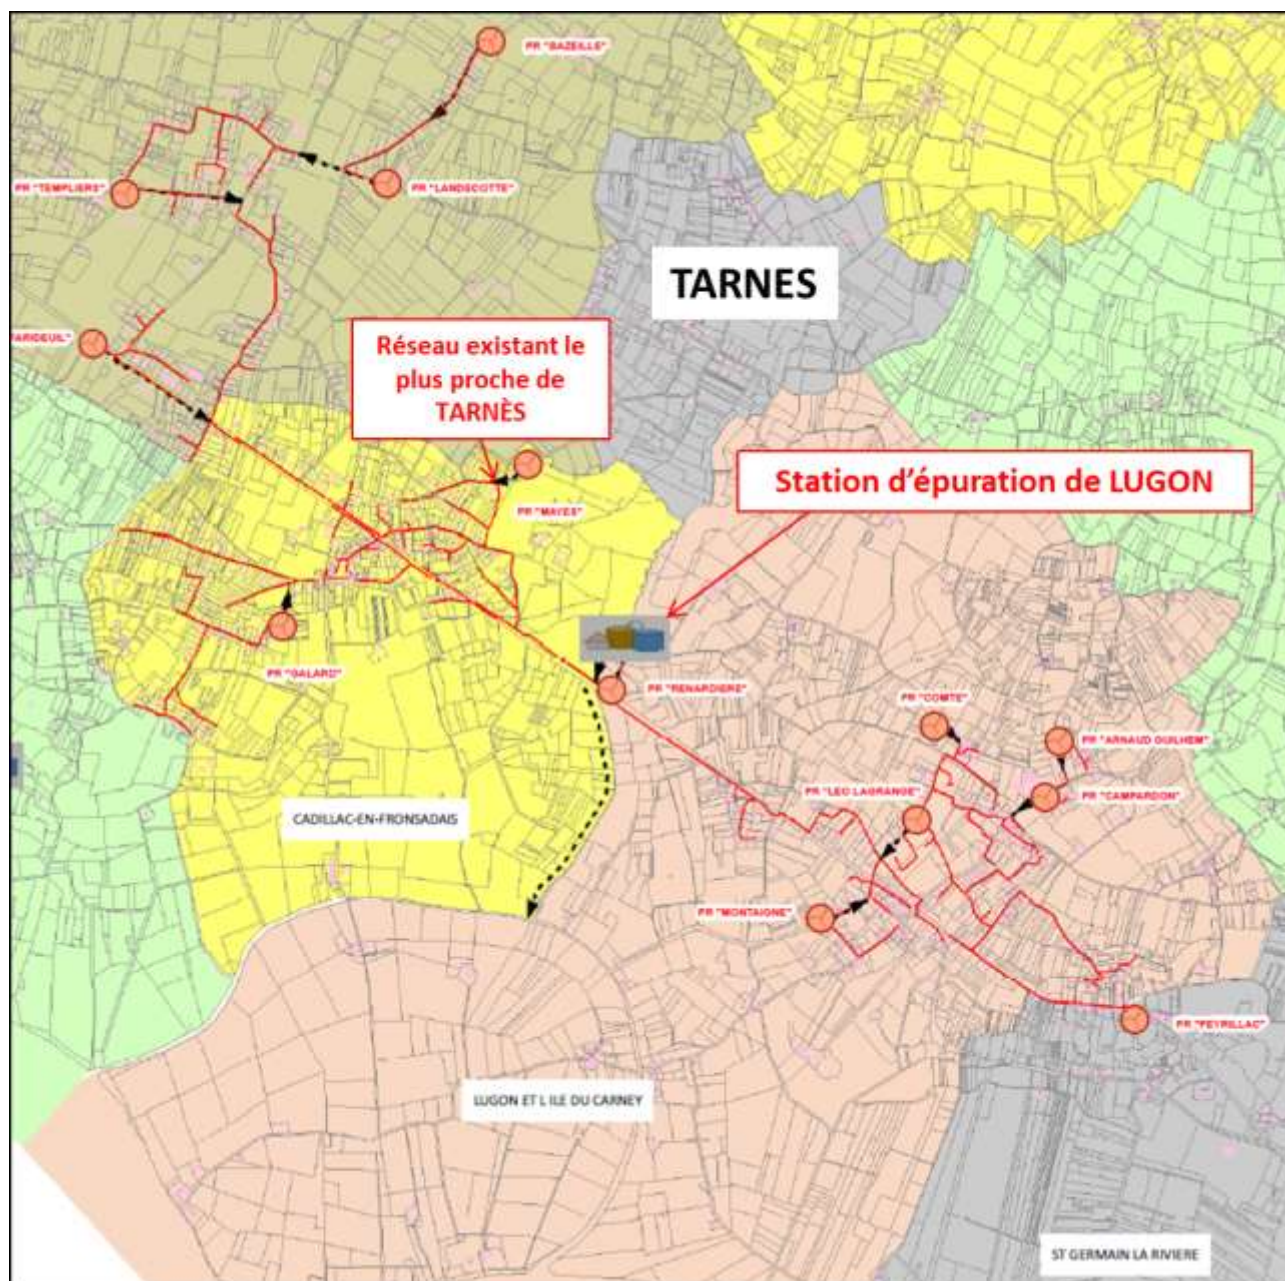 PR "BAZEILLE"
PR "TEMPLIERS"
PR "LANDECOTTE"
TARNES
PARIDEUIL"
Réseau existant le
plus proche de
TARNÈS
Station d'épuration de LUGON
PR "MAYES"
PR "GALARD"
PR "RENARDIERE"
PR "COMTE"
PR "ARNAUD GUILHEM"
PR "LEO LAGRANGE"
PR "CAMPARDON"
CADILLAC-EN-FRONSADAIS
PR "MONTAIGNE"
PR "PEYRILLAC"
LUGON ET L ILE DU CARNEY
ST GERMAIN LA RIVIERE